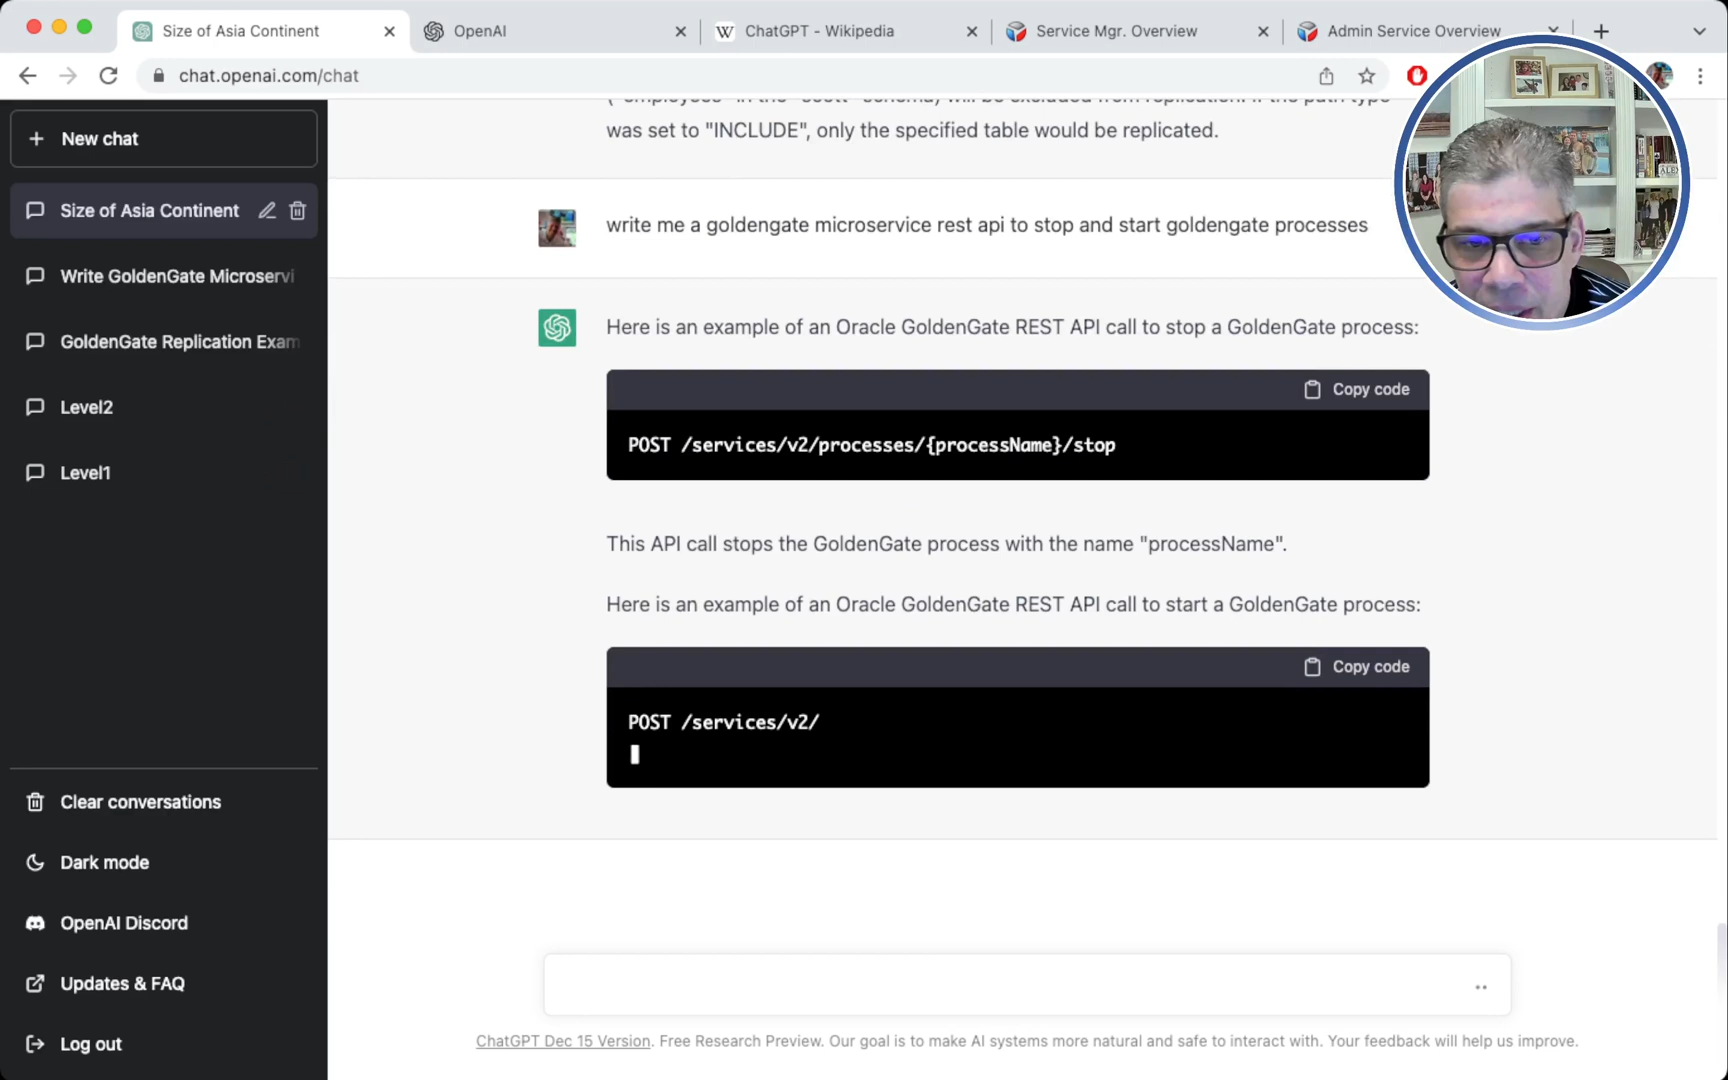 Size of Asia Continent
OpenAI
ChatGPT - Wikipedia
Service Mgr. Overview
Admin Service Overview
chat.openai.com/chat
New chat
Size of Asia Continent
Write GoldenGate Microservi
GoldenGate Replication Exam
Level2
Level1
Clear conversations
Dark mode
OpenAI Discord
Updates & FAQ
Log out
was set to "INCLUDE", only the specified table would be replicated.
write me a goldengate microservice rest api to stop and start goldengate processes
Here is an example of an Oracle GoldenGate REST API call to stop a GoldenGate process:
Copy code
POST /services/v2/processes/{processName}/stop
This API call stops the GoldenGate process with the name "processName".
Here is an example of an Oracle GoldenGate REST API call to start a GoldenGate process:
Copy code
POST /services/v2/
ChatGPT Dec 15 Version. Free Research Preview. Our goal is to make AI systems more natural and safe to interact with. Your feedback will help us improve.